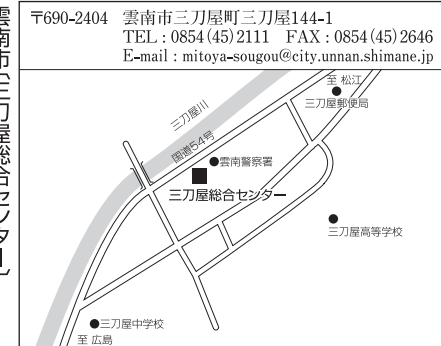 雲南市〔三刀屋総合センター〕
〒690-2404 雲南市三刀屋町三刀屋144-1
TEL : 0854(45)2111 FAX : 0854(45)2646
E-mail : mitoya-sougou@city.unnan.shimane.jp
至 松江
三刀屋郵便局
三刀屋川
国道54号
雲南警察署
三刀屋総合センター
三刀屋高等学校
三刀屋中学校
至 広島